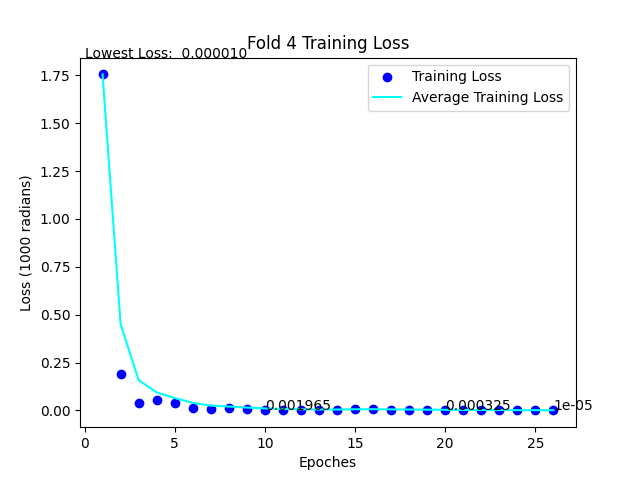 Fold 4 Training Loss
Lowest Loss:  0.000010
Training Loss
Average Training Loss
Loss (1000 radians)
1.75
1.50
1.25
1.00
0.75
0.50
0.25
0.00
0.001965
0.000325
1e-05
0
5
10
15
20
25
Epoches